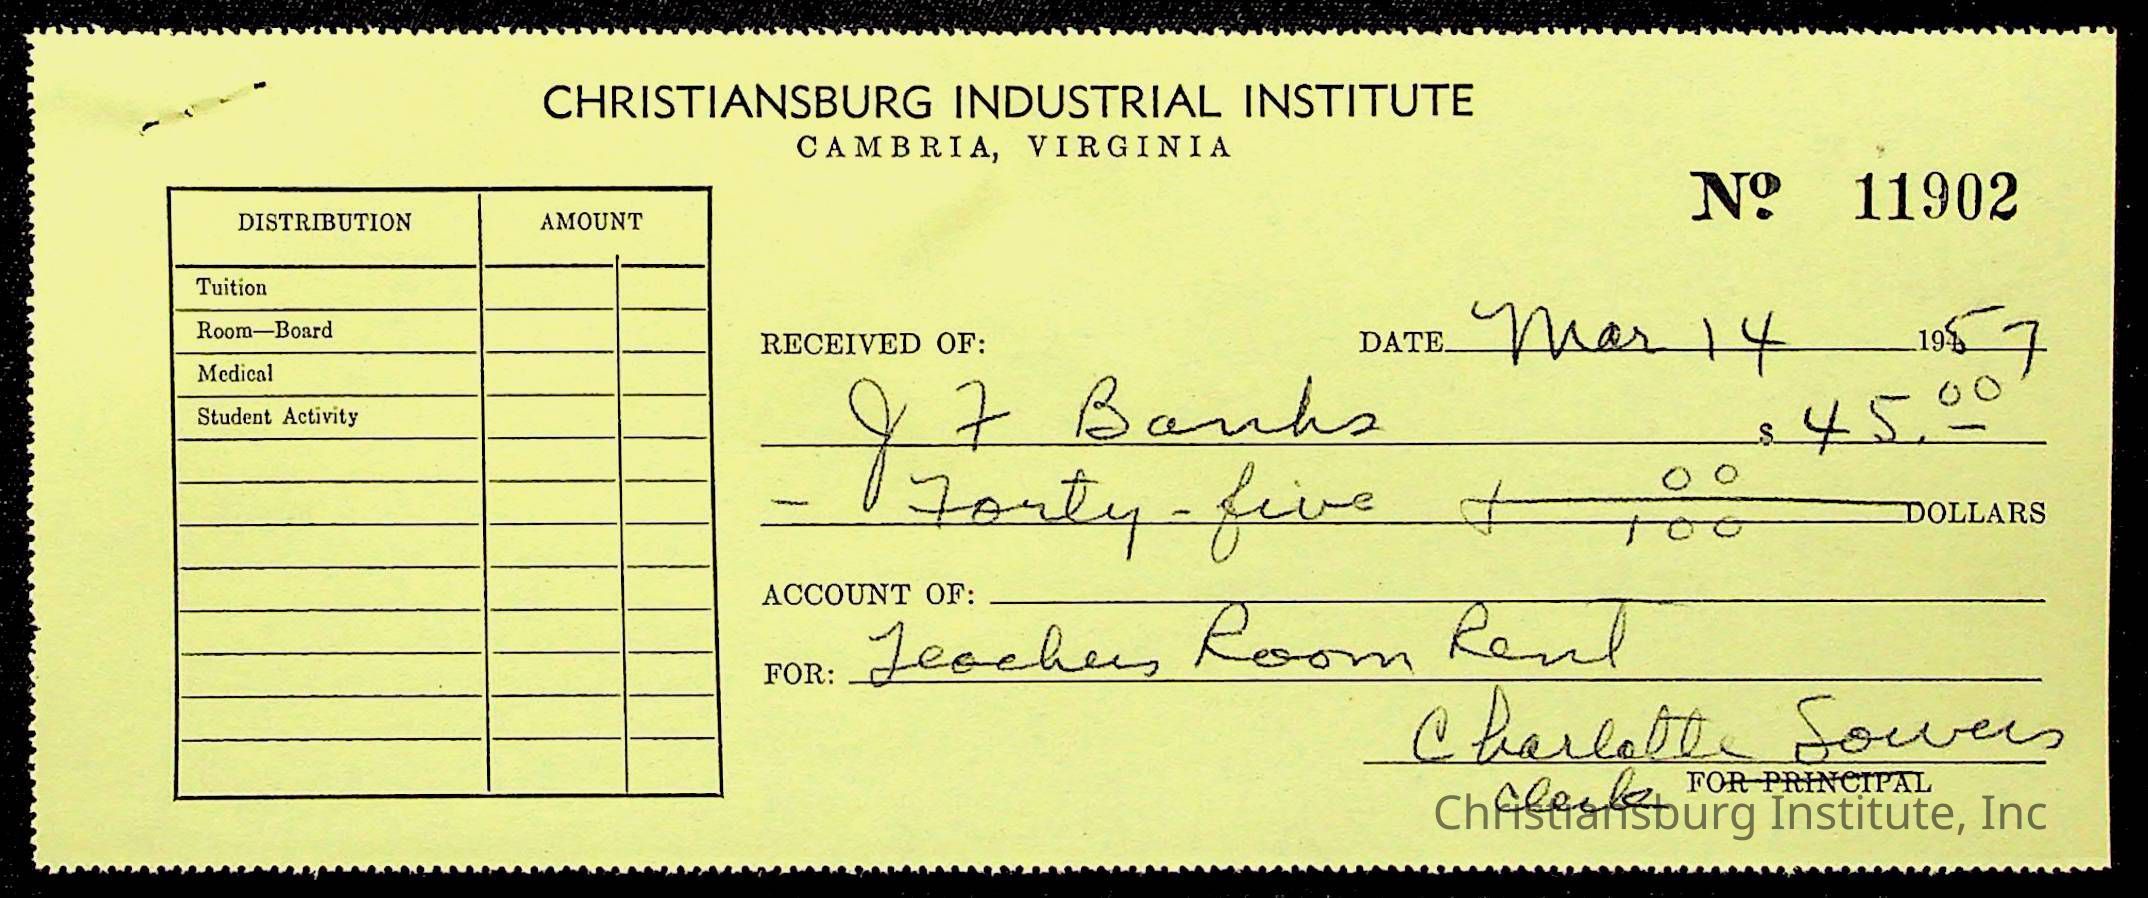 CHRISTIANSBURG INDUSTRIAL INSTITUTE
CAMBRIA, VIRGINIA
Nº 11902
DISTRIBUTION AMOUNT
Tuition
Room—Board
Medical
Student Activity
RECEIVED OF: DATE Mar 14 1957
J F Banks $ 45.00
- Forty-five + 00/100 DOLLARS
ACCOUNT OF:
FOR: Teachers Room Rent
Charlotte Sowers
clerk FOR PRINCIPAL
Christiansburg Institute, Inc